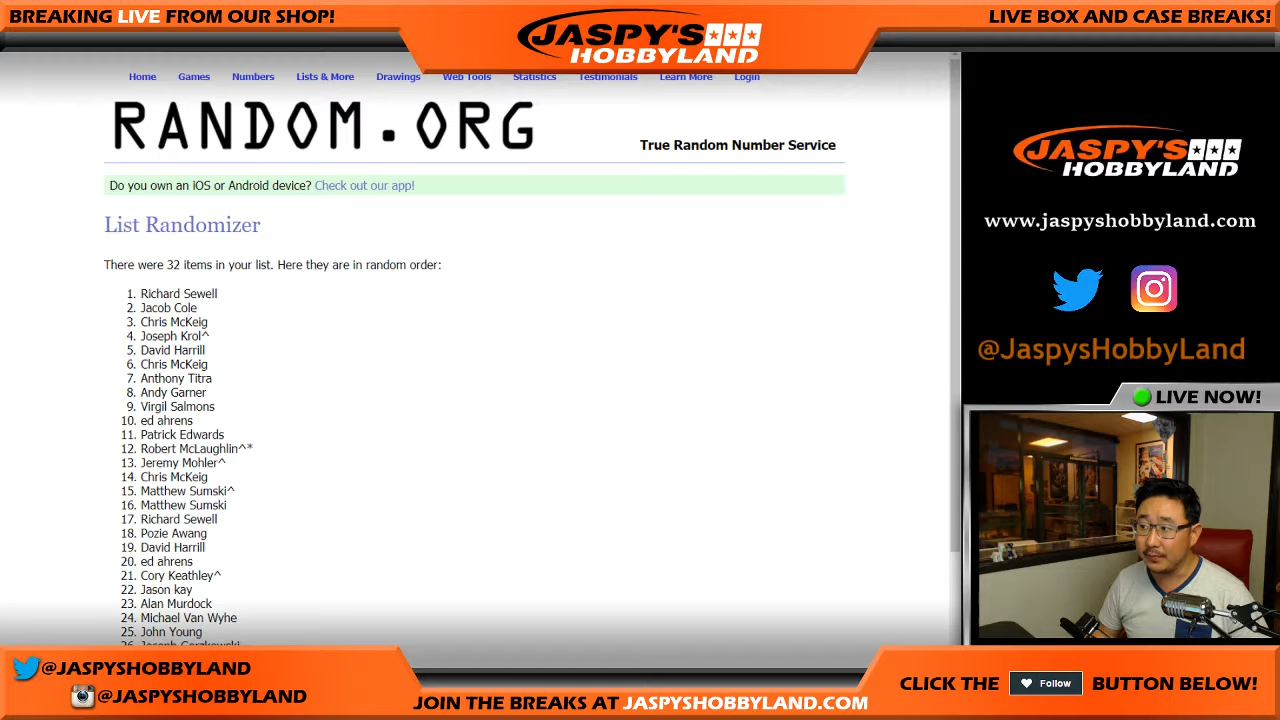 BREAKING LIVE FROM OUR SHOP!
JASPY'S
HOBBYLAND
LIVE BOX AND CASE BREAKS!
Home Games Numbers Lists & More Drawings Web Tools Statistics Testimonials Learn More Login
RANDOM.ORG
True Random Number Service
Do you own an iOS or Android device? Check out our app!
List Randomizer
There were 32 items in your list. Here they are in random order:
1. Richard Sewell
2. Jacob Cole
3. Chris McKeig
4. Joseph Krol^
5. David Harrill
6. Chris McKeig
7. Anthony Titra
8. Andy Garner
9. Virgil Salmons
10. ed ahrens
11. Patrick Edwards
12. Robert McLaughlin^*
13. Jeremy Mohler^
14. Chris McKeig
15. Matthew Sumski^
16. Matthew Sumski
17. Richard Sewell
18. Pozie Awang
19. David Harrill
20. ed ahrens
21. Cory Keathley^
22. Jason kay
23. Alan Murdock
24. Michael Van Wyhe
25. John Young
JASPY'S
HOBBYLAND
www.jaspyshobbyland.com
@JaspysHobbyLand
LIVE NOW!
@JASPYSHOBBYLAND
@JASPYSHOBBYLAND
JOIN THE BREAKS AT JASPYSHOBBYLAND.COM
CLICK THE Follow BUTTON BELOW!